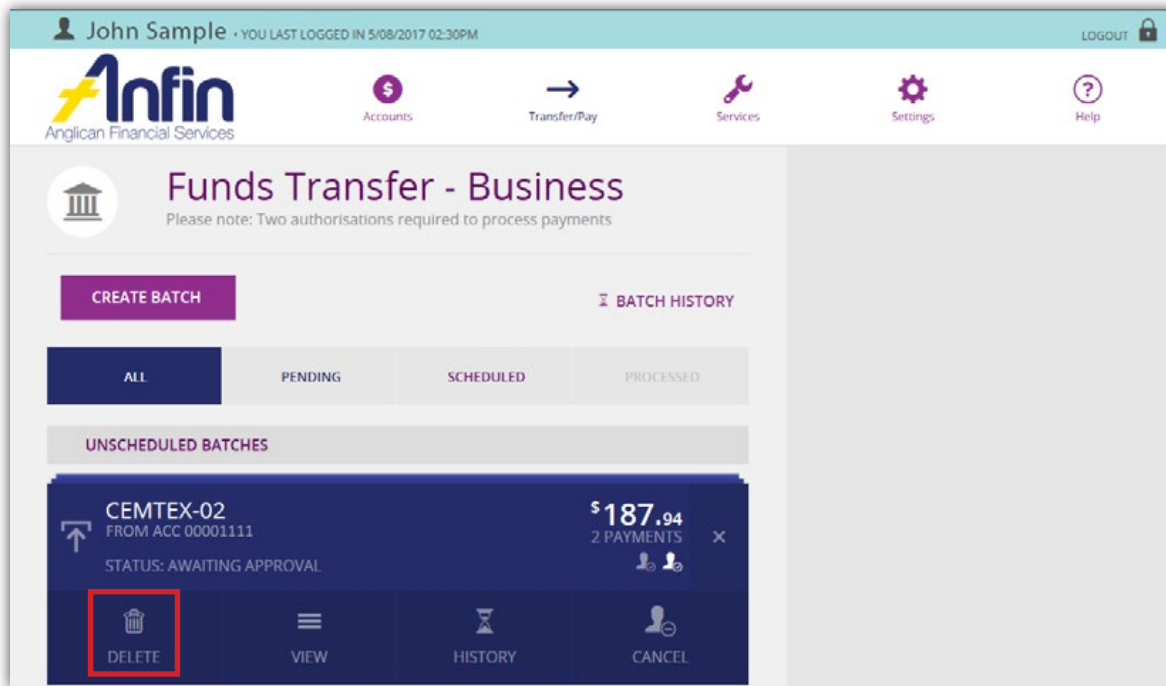 John Sample • YOU LAST LOGGED IN 5/08/2017 02:30PM LOGOUT
Anfin
Anglican Financial Services
Accounts Transfer/Pay Services Settings Help
Funds Transfer - Business
Please note: Two authorisations required to process payments
CREATE BATCH BATCH HISTORY
ALL PENDING SCHEDULED PROCESSED
UNSCHEDULED BATCHES
CEMTEX-02 $187.94
FROM ACC 00001111 2 PAYMENTS ×
STATUS: AWAITING APPROVAL
DELETE VIEW HISTORY CANCEL